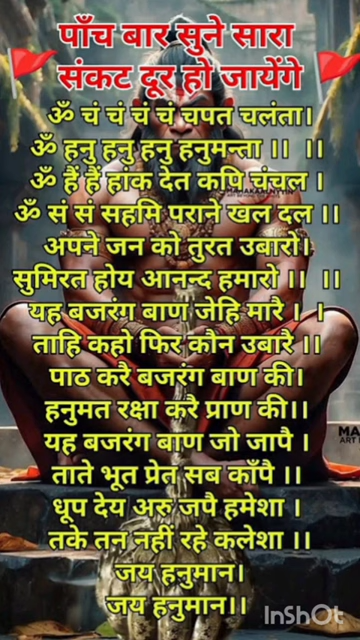 पाँच बार सुने सारा
संकट दूर हो जायेंगे
ॐ चं चं चं चं चपत चलंता।
ॐ हनु हनु हनु हनुमन्ता ।। ।।
ॐ हैं हैं हांक देत कपि चंचल ।
ॐ सं सं सहमि पराने खल दल ।।
अपने जन को तुरत उबारो।
सुमिरत होय आनन्द हमारो ।। ।।
यह बजरंग बाण जेहि मारै । ।
ताहि कहो फिर कौन उबारै ।।
पाठ करै बजरंग बाण की।
हनुमत रक्षा करै प्राण की।।
यह बजरंग बाण जो जापै ।
ताते भूत प्रेत सब काँपै ।।
धूप देय अरु जपै हमेशा ।
तके तन नहीं रहे कलेशा ।।
जय हनुमान।
जय हनुमान।।
InShOt